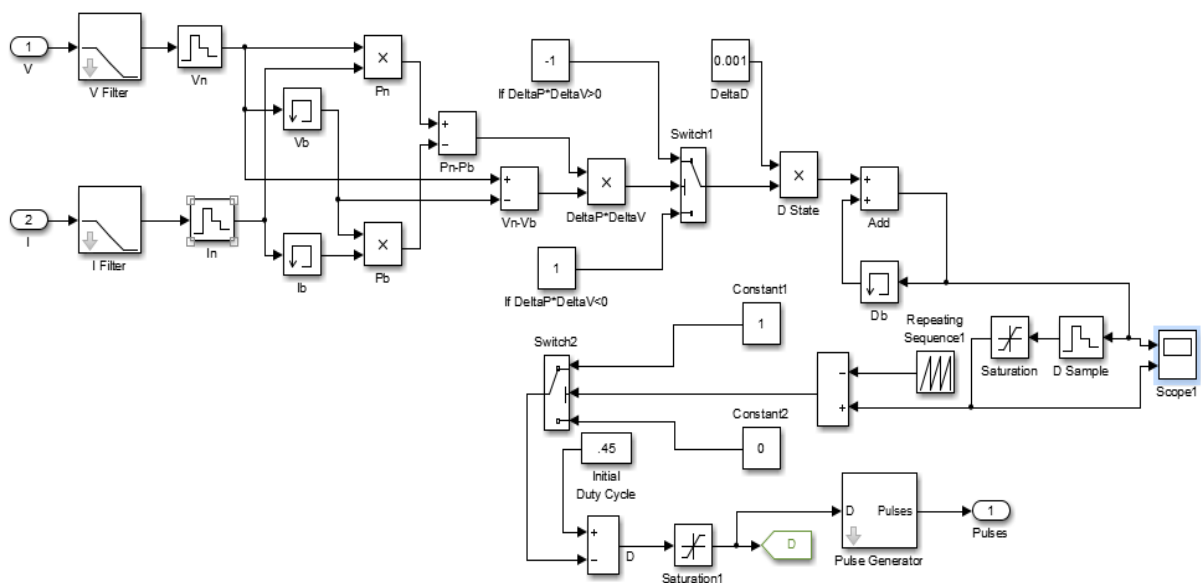 1
V
V Filter
Vn
×
Pn
Vb
+
−
Pn-Pb
-1
If DeltaP*DeltaV>0
0.001
DeltaD
Switch1
2
I
I Filter
In
Ib
×
Pb
+
−
Vn-Vb
×
DeltaP*DeltaV
×
D State
+
+
Add
1
If DeltaP*DeltaV<0
Db
Constant1
1
Repeating
Sequence1
Saturation
D Sample
Scope1
Switch2
−
+
Constant2
0
.45
Initial
Duty Cycle
+
−
D
Saturation1
D
D Pulses
Pulse Generator
1
Pulses